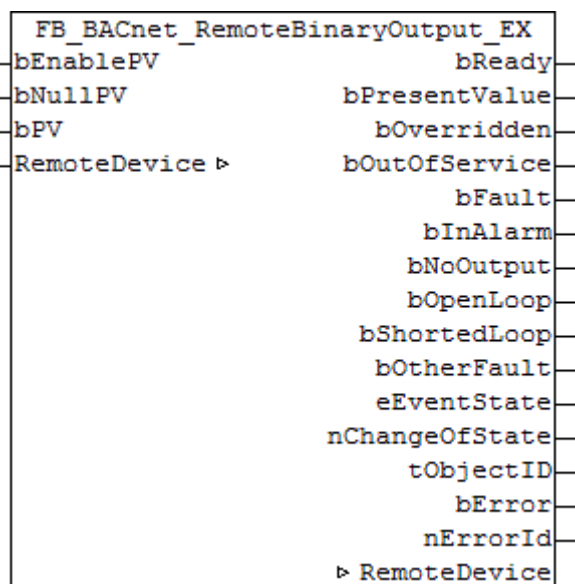 FB_BACnet_RemoteBinaryOutput_EX
bEnablePV bReady
bNullPV bPresentValue
bPV bOverridden
RemoteDevice ▹ bOutOfService
bFault
bInAlarm
bNoOutput
bOpenLoop
bShortedLoop
bOtherFault
eEventState
nChangeOfState
tObjectID
bError
nErrorId
▹ RemoteDevice